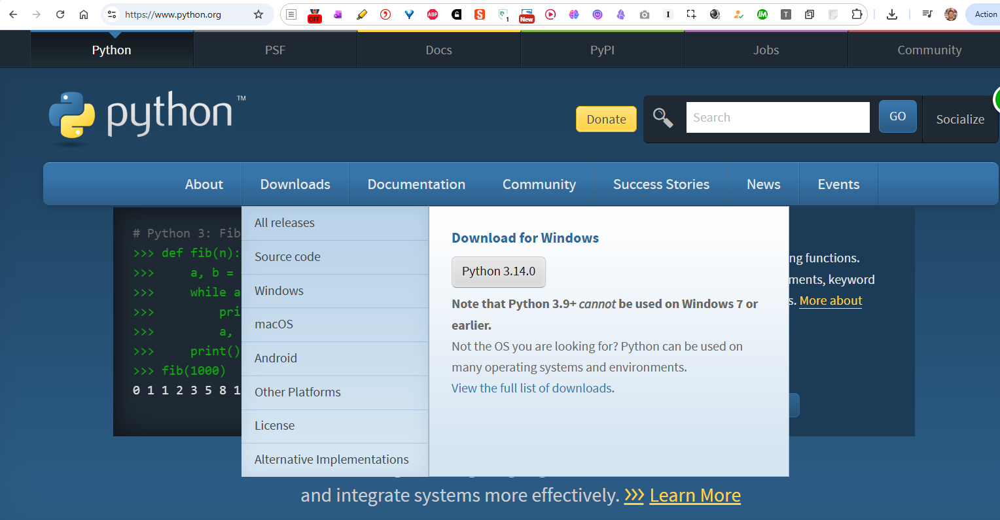 https://www.python.org
OFF
ABP
S
1
New
I
T
Action
Python
PSF
Docs
PyPI
Jobs
Community
python™
Donate
Search
GO
Socialize
About
Downloads
Documentation
Community
Success Stories
News
Events
# Python 3: Fib
>>> def fib(n):
>>>     a, b =
>>>     while a
>>>         pri
>>>         a,
>>>     print()
>>> fib(1000)
0 1 1 2 3 5 8 1
All releases
Source code
Windows
macOS
Android
Other Platforms
License
Alternative Implementations
Download for Windows
Python 3.14.0
Note that Python 3.9+ cannot be used on Windows 7 or
earlier.
Not the OS you are looking for? Python can be used on
many operating systems and environments.
View the full list of downloads.
ng functions.
ments, keyword
s. More about
and integrate systems more effectively. >>> Learn More